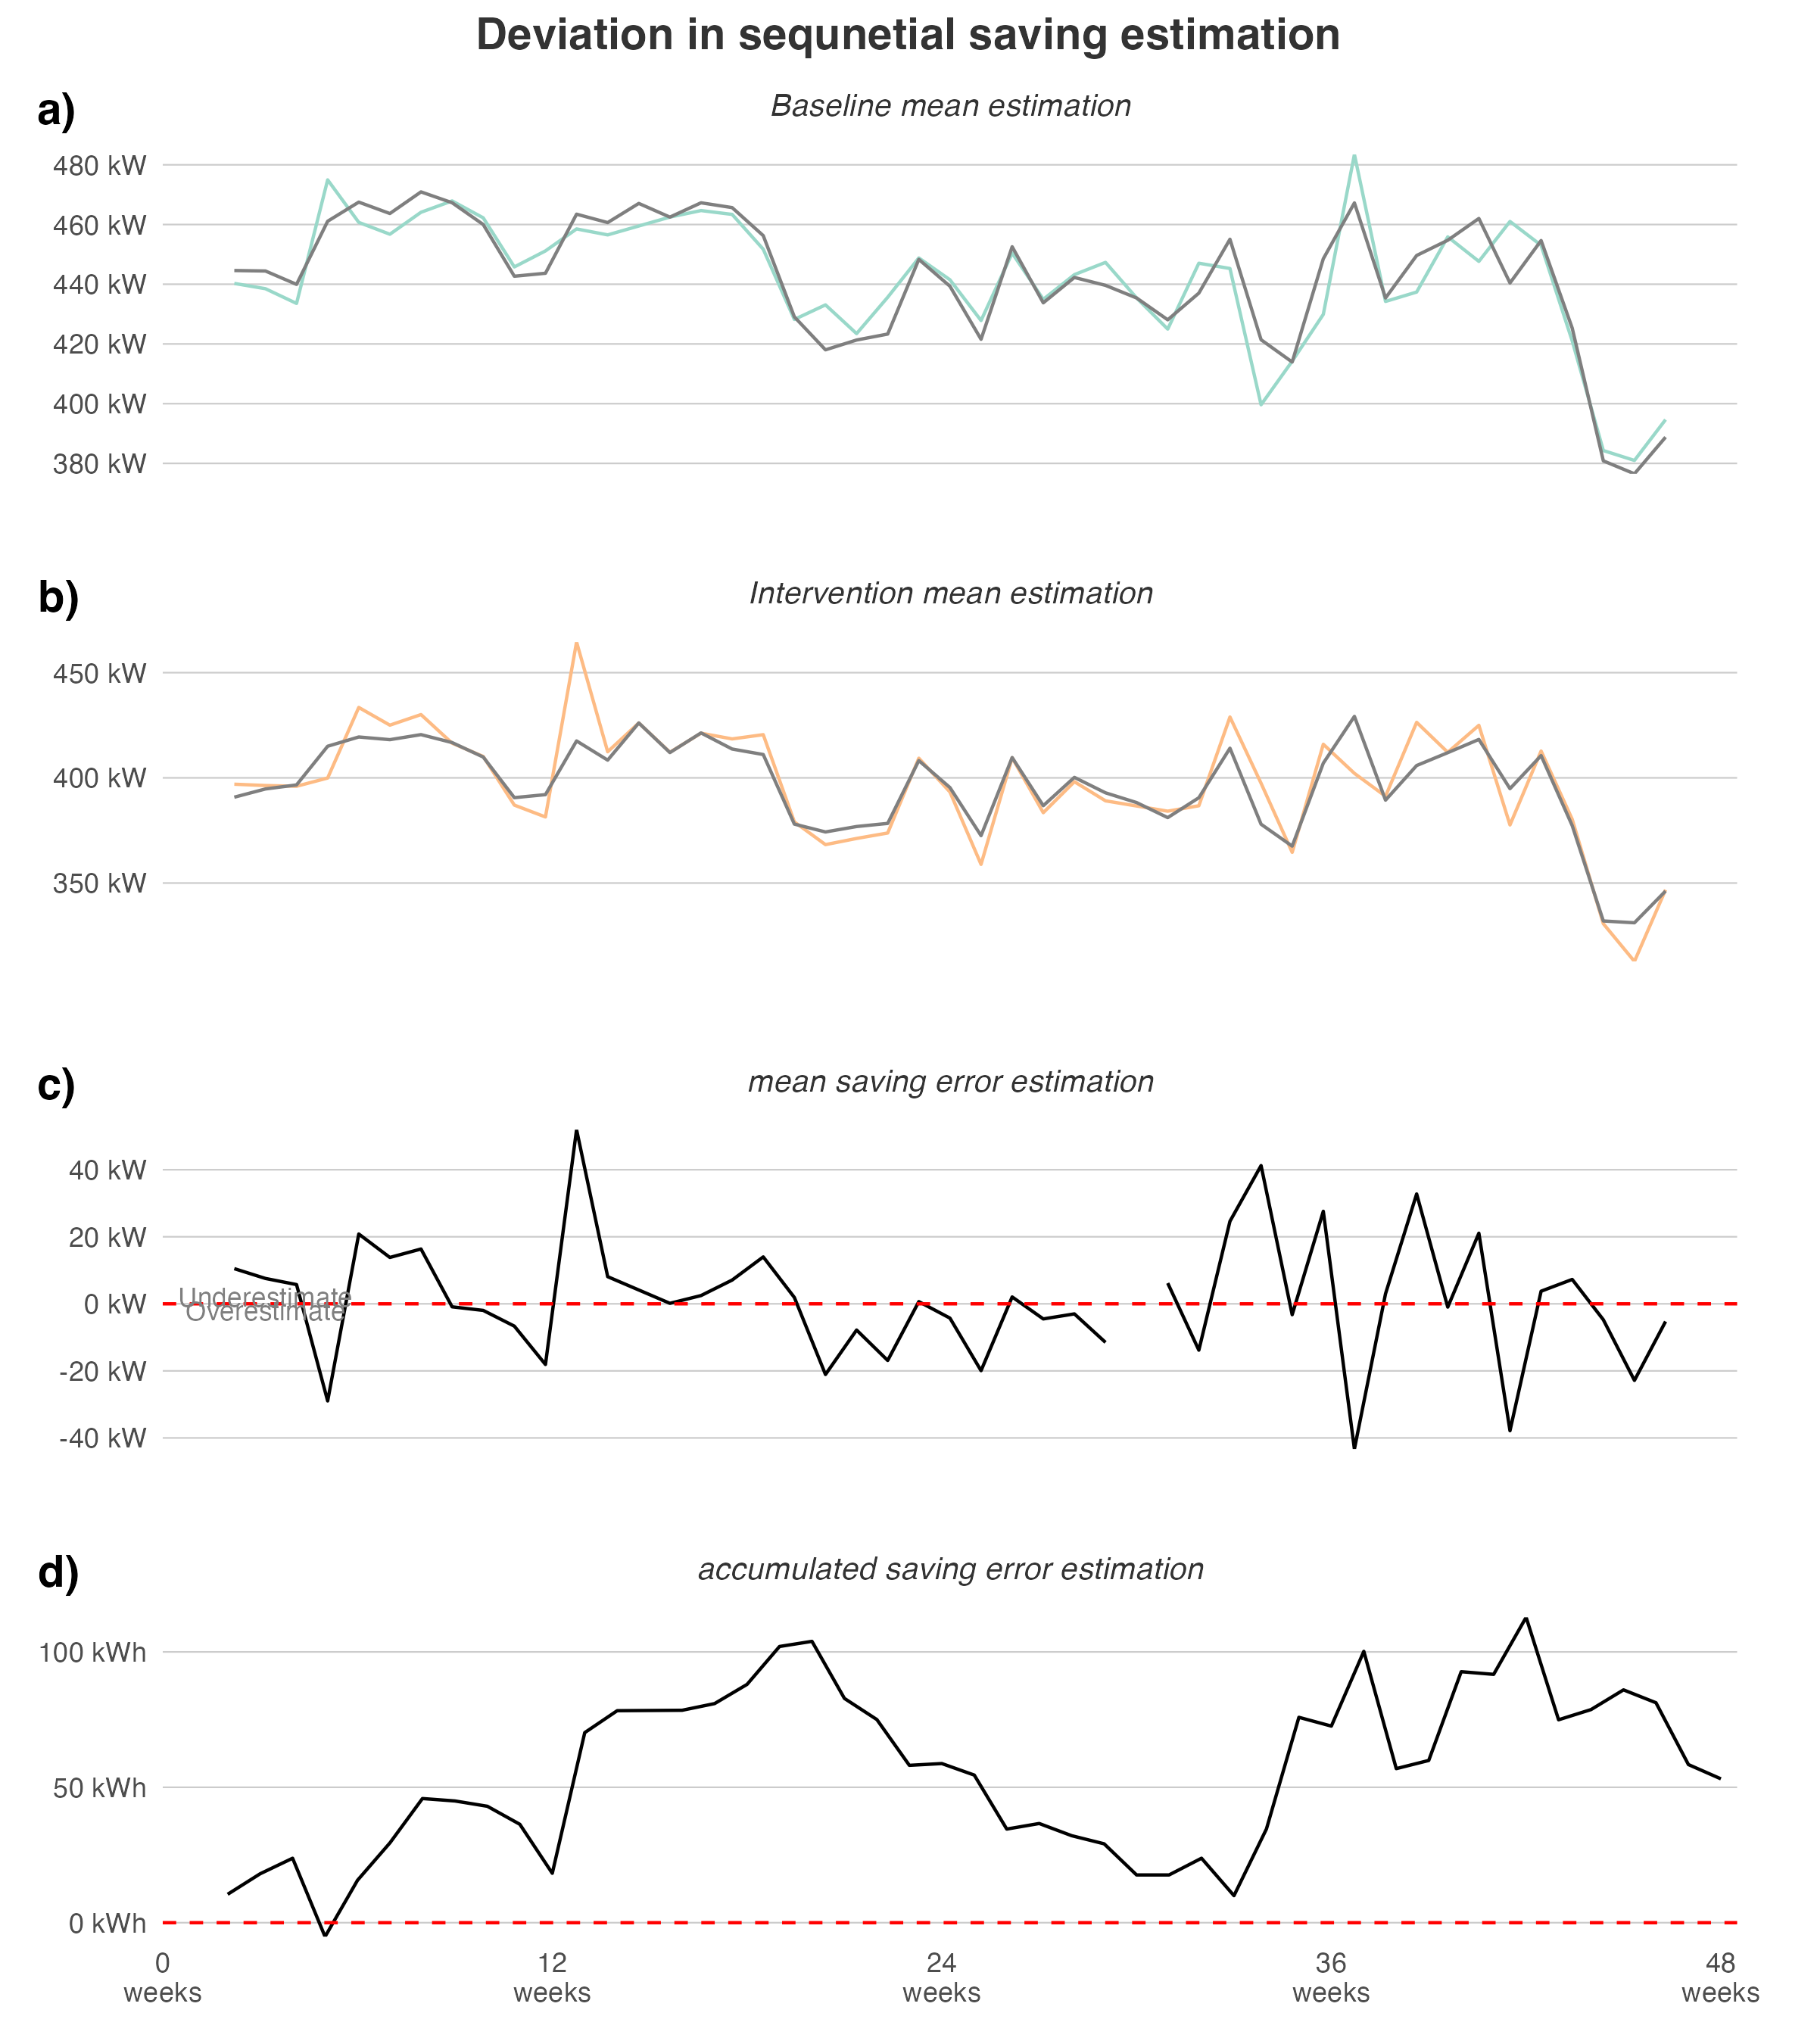 Deviation in sequnetial saving estimation
a)
Baseline mean estimation
480 kW
460 kW
440 kW
420 kW
400 kW
380 kW
b)
Intervention mean estimation
450 kW
400 kW
350 kW
c)
mean saving error estimation
40 kW
20 kW
0 kW
-20 kW
-40 kW
Underestimate
Overestimate
d)
accumulated saving error estimation
100 kWh
50 kWh
0 kWh
0
weeks
12
weeks
24
weeks
36
weeks
48
weeks